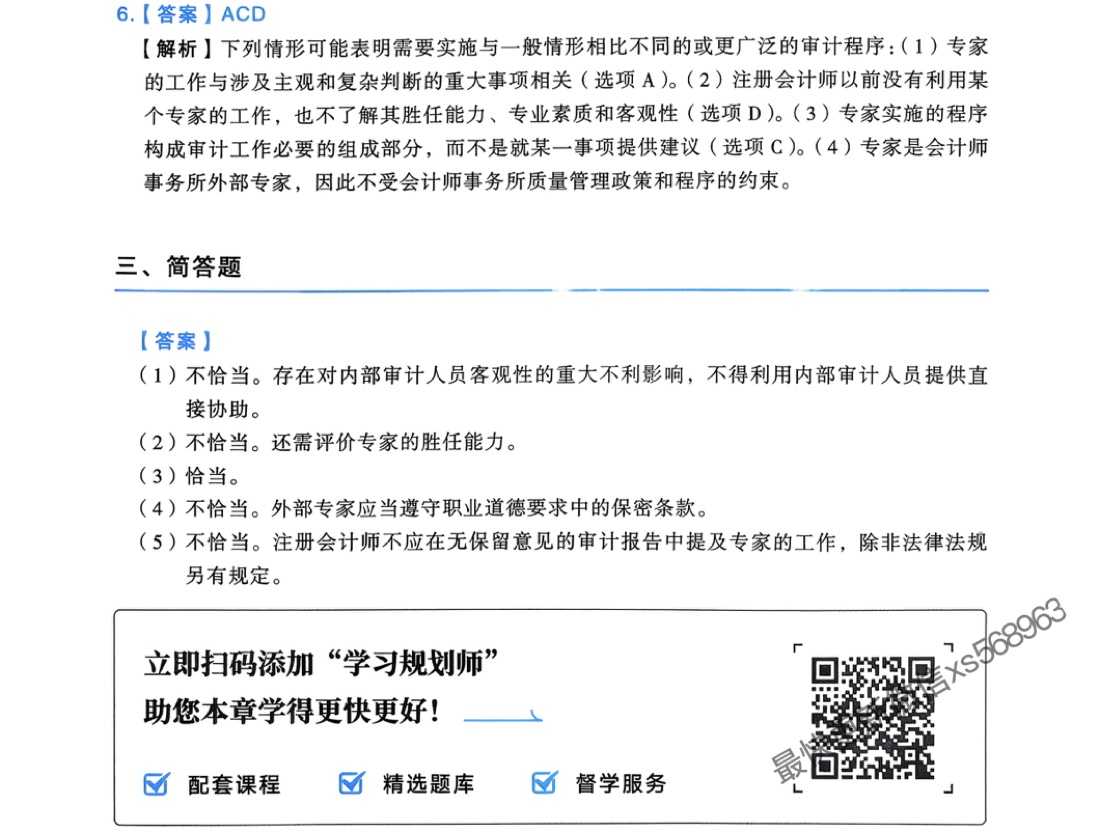 6.【答案】ACD
【解析】下列情形可能表明需要实施与一般情形相比不同的或更广泛的审计程序：（1）专家
的工作与涉及主观和复杂判断的重大事项相关（选项 A）。（2）注册会计师以前没有利用某
个专家的工作，也不了解其胜任能力、专业素质和客观性（选项 D）。（3）专家实施的程序
构成审计工作必要的组成部分，而不是就某一事项提供建议（选项 C）。（4）专家是会计师
事务所外部专家，因此不受会计师事务所质量管理政策和程序的约束。
三、简答题
【答案】
（1）不恰当。存在对内部审计人员客观性的重大不利影响，不得利用内部审计人员提供直
接协助。
（2）不恰当。还需评价专家的胜任能力。
（3）恰当。
（4）不恰当。外部专家应当遵守职业道德要求中的保密条款。
（5）不恰当。注册会计师不应在无保留意见的审计报告中提及专家的工作，除非法律法规
另有规定。
立即扫码添加“学习规划师”
助您本章学得更快更好！
配套课程 精选题库 督学服务
最快 信xs568963